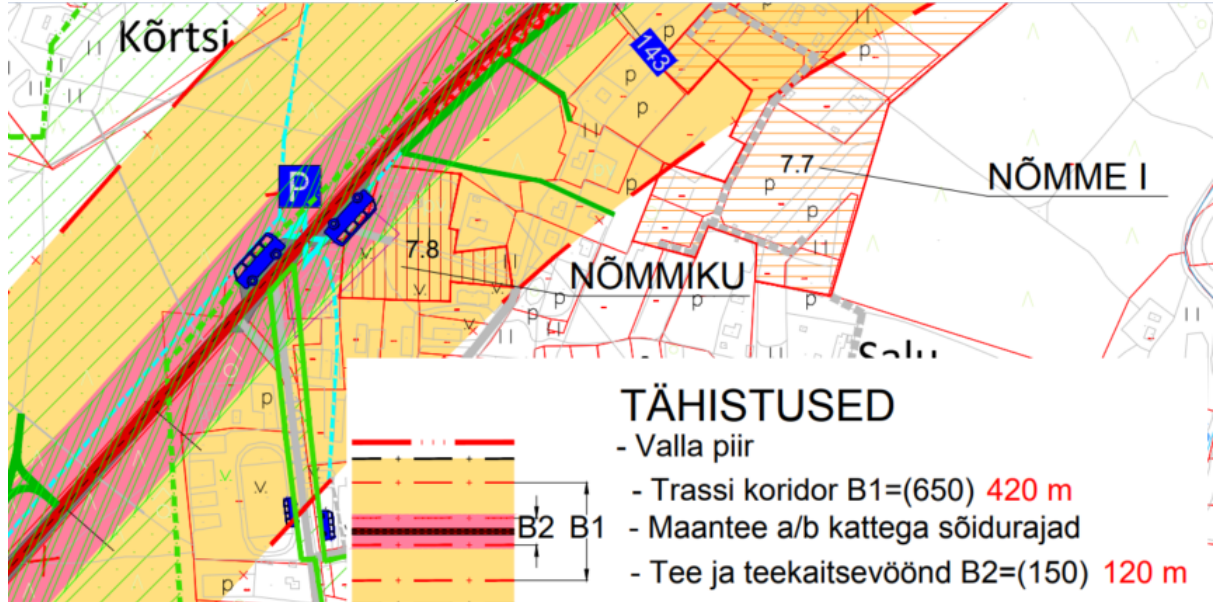 Kõrtsi
143
p
p
p
P
p
7.7
NÕMME I
p
p
7.8
NÕMMIKU
p
p
p
Salu
p
p
TÄHISTUSED
- Valla piir
- Trassi koridor B1=(650) 420 m
B2 B1
- Maantee a/b kattega sõidurajad
- Tee ja teekaitsevöönd B2=(150) 120 m